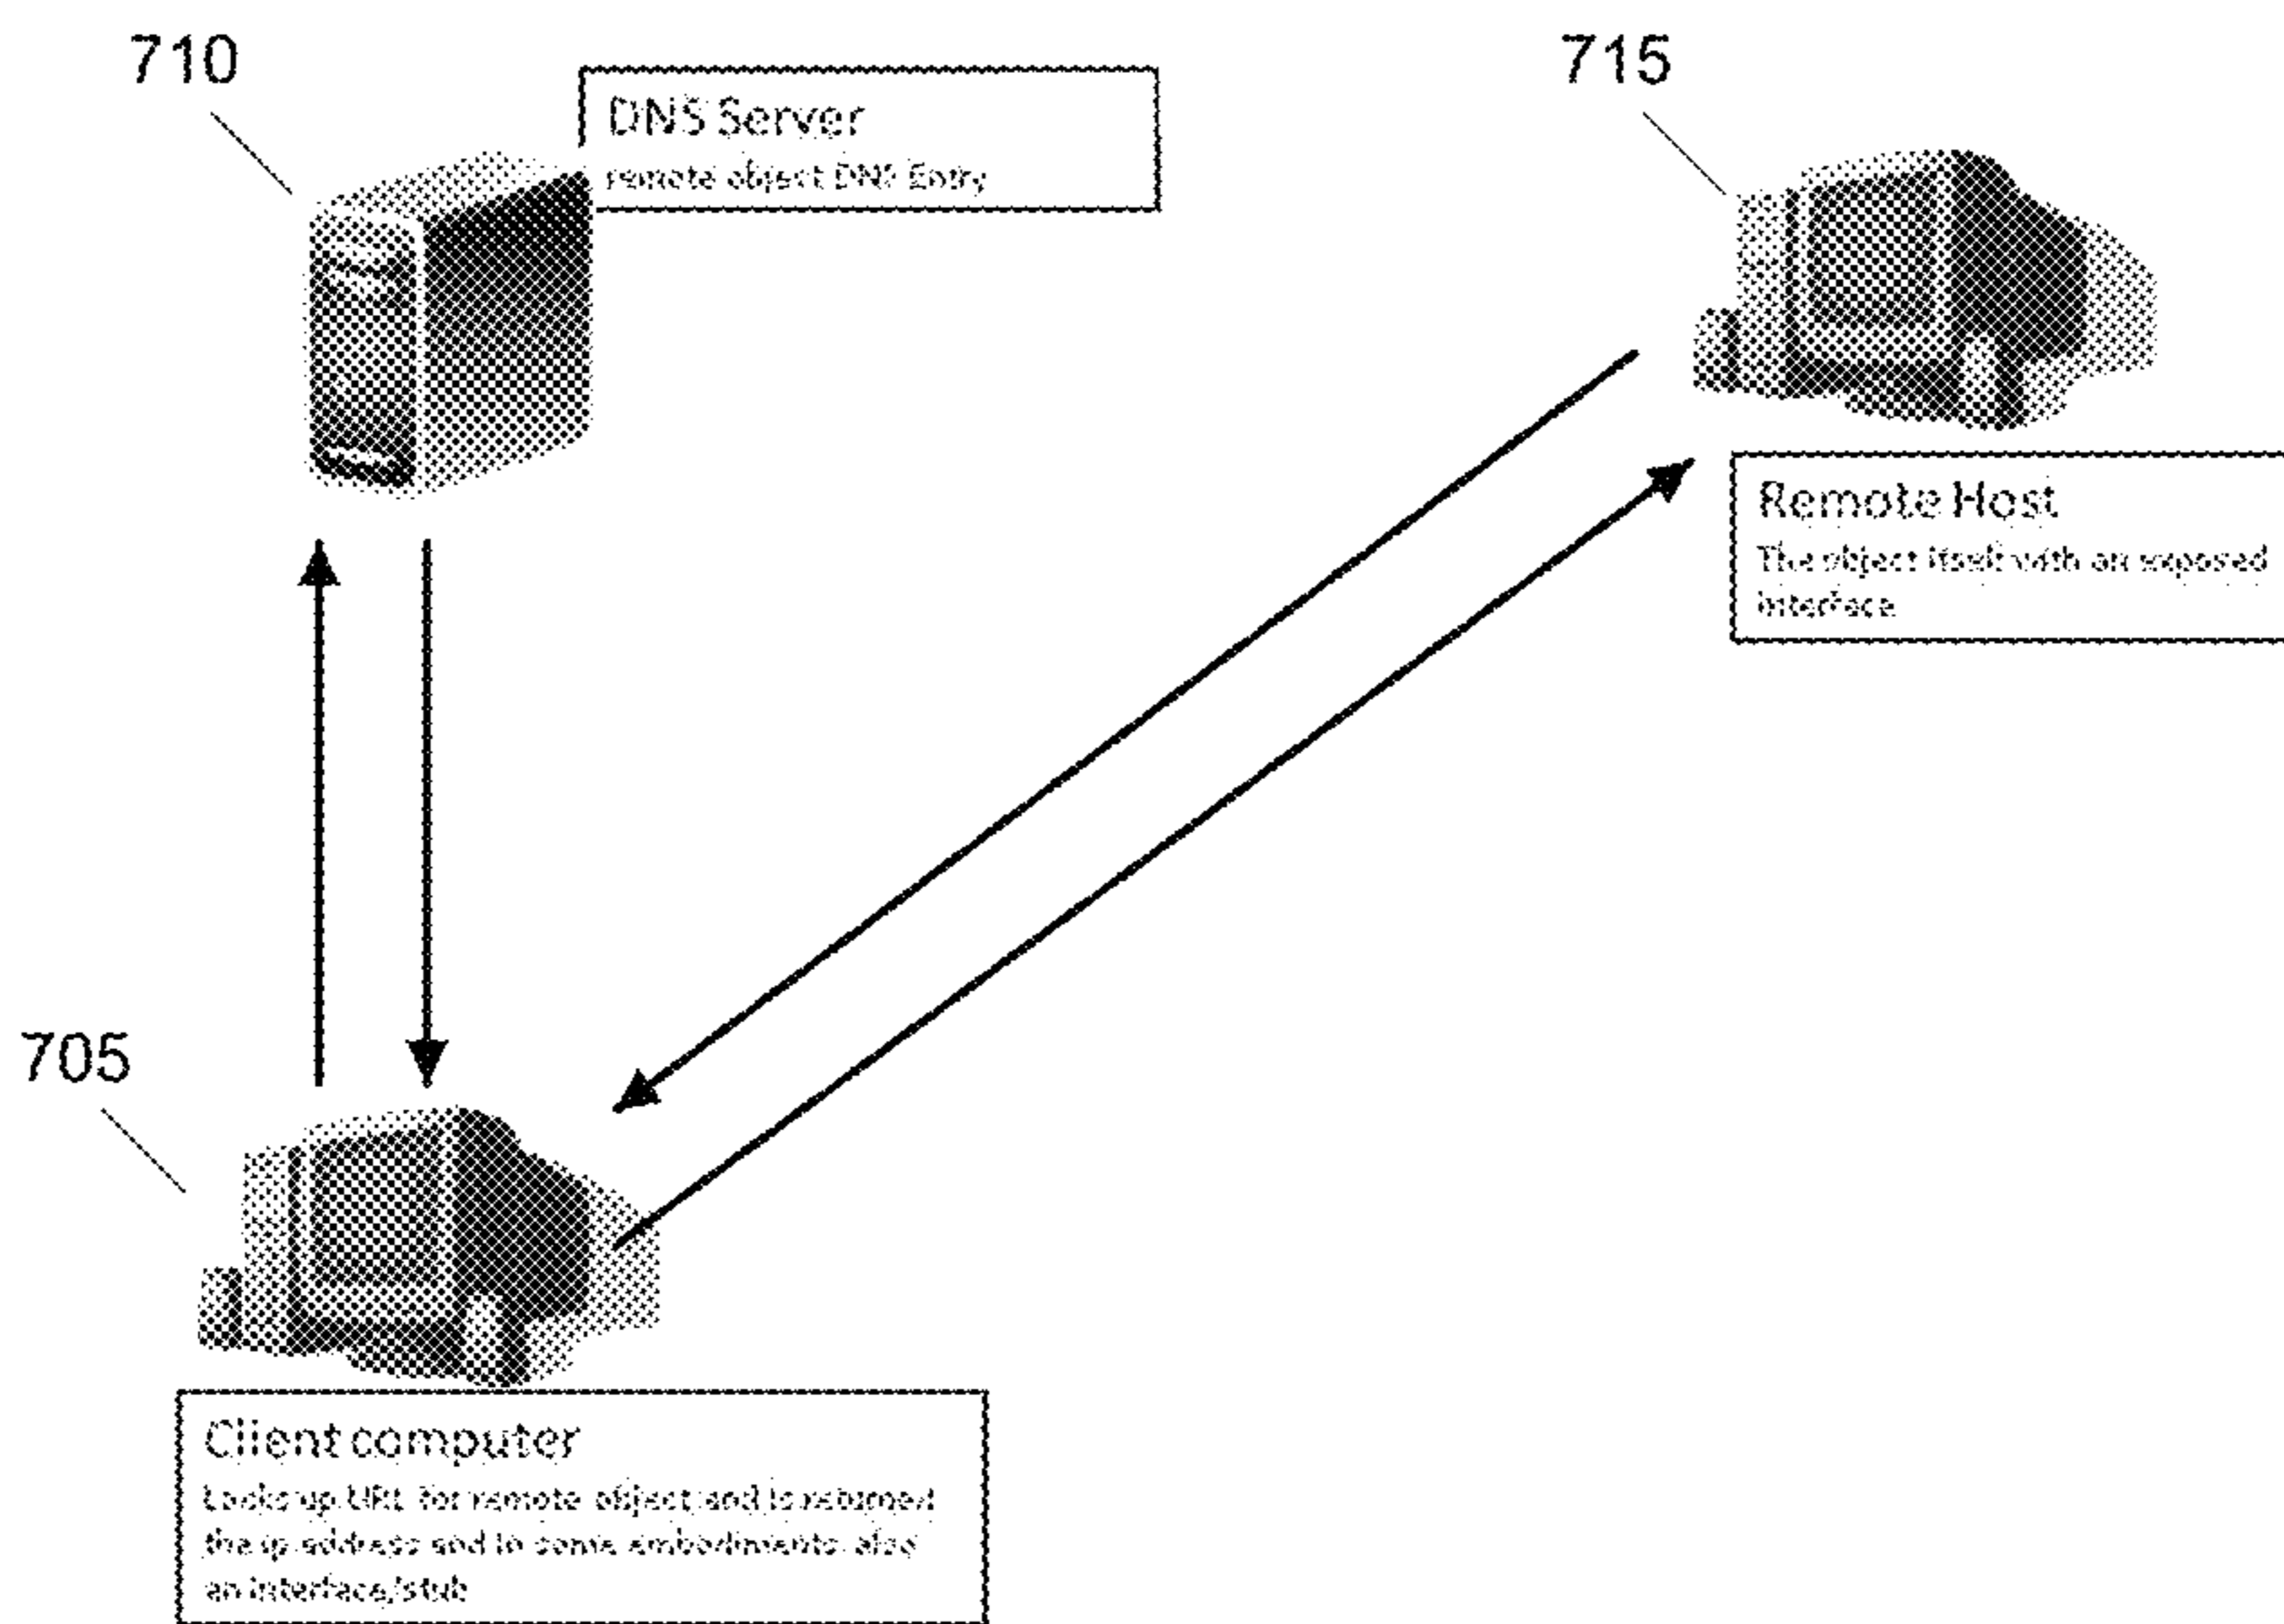 710
715
DNS Server
remote object DNS Entry
Remote Host
The object itself with an exposed
interface
705
Client computer
Looks up URL for remote object and is returned
the ip address and in some embodiments also
an interface/stub